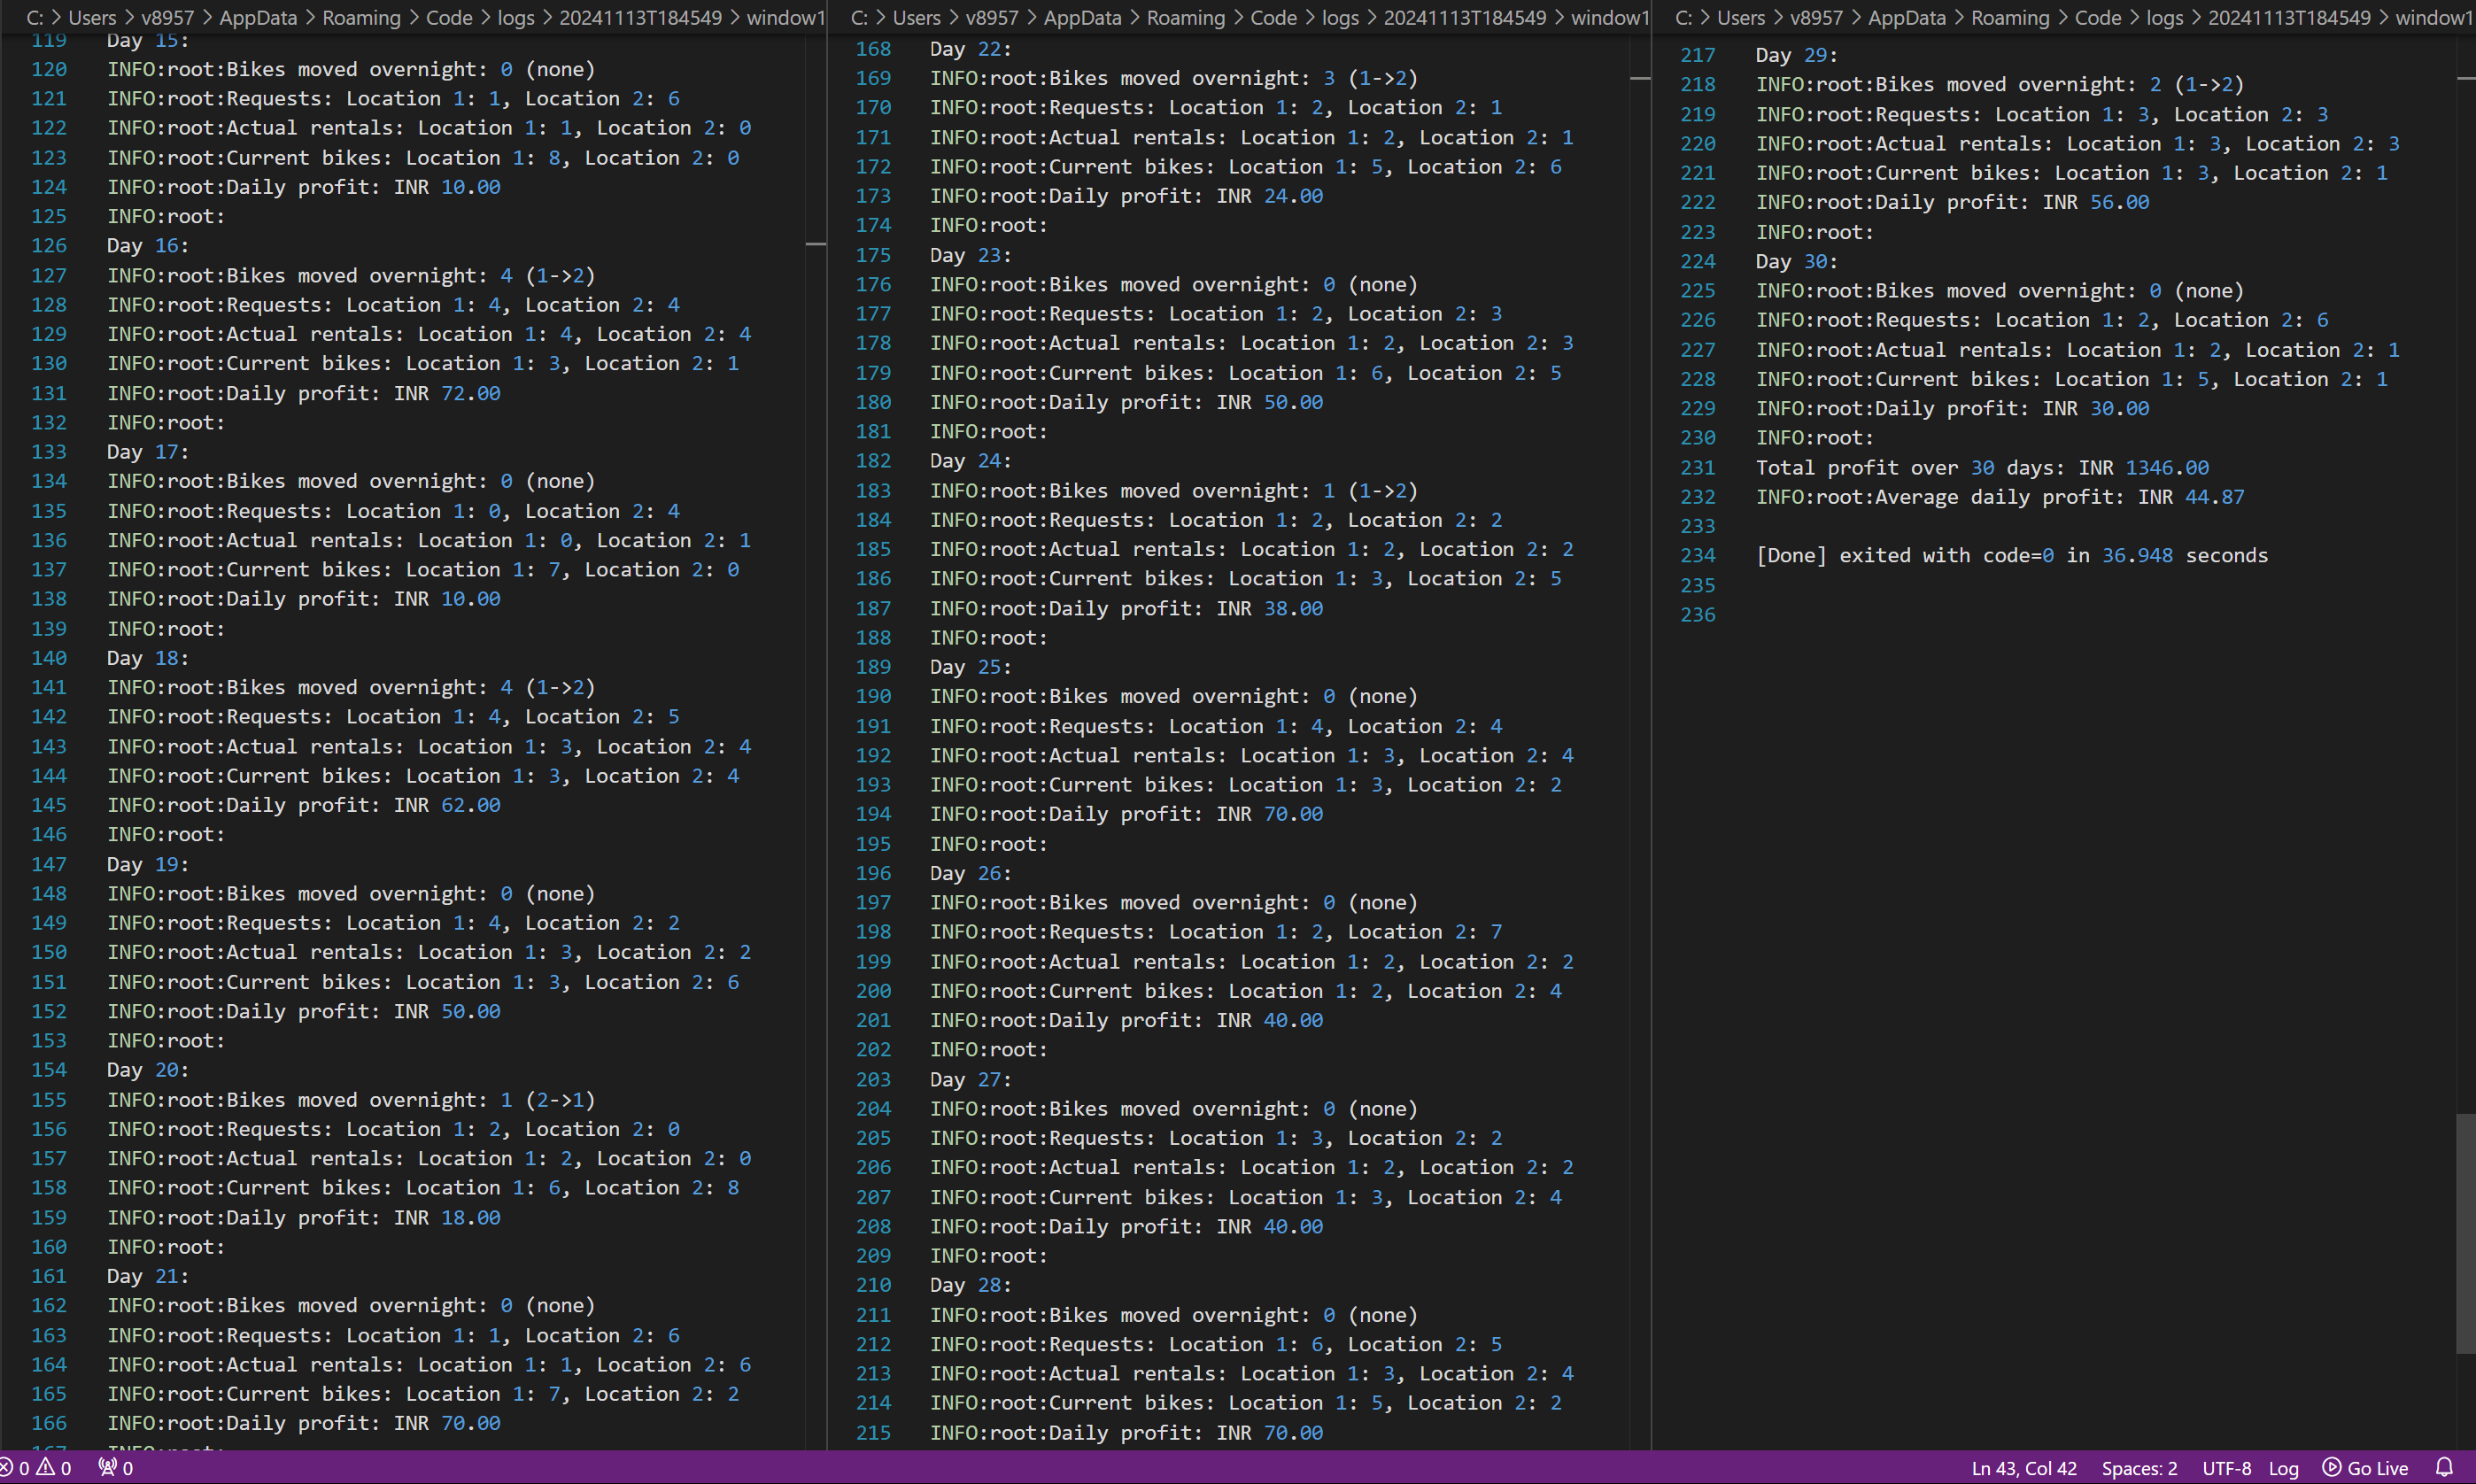 C: > Users > v8957 > AppData > Roaming > Code > logs > 20241113T184549 > window1
119 Day 15:
120 INFO:root:Bikes moved overnight: 0 (none)
121 INFO:root:Requests: Location 1: 1, Location 2: 6
122 INFO:root:Actual rentals: Location 1: 1, Location 2: 0
123 INFO:root:Current bikes: Location 1: 8, Location 2: 0
124 INFO:root:Daily profit: INR 10.00
125 INFO:root:
126 Day 16:
127 INFO:root:Bikes moved overnight: 4 (1->2)
128 INFO:root:Requests: Location 1: 4, Location 2: 4
129 INFO:root:Actual rentals: Location 1: 4, Location 2: 4
130 INFO:root:Current bikes: Location 1: 3, Location 2: 1
131 INFO:root:Daily profit: INR 72.00
132 INFO:root:
133 Day 17:
134 INFO:root:Bikes moved overnight: 0 (none)
135 INFO:root:Requests: Location 1: 0, Location 2: 4
136 INFO:root:Actual rentals: Location 1: 0, Location 2: 1
137 INFO:root:Current bikes: Location 1: 7, Location 2: 0
138 INFO:root:Daily profit: INR 10.00
139 INFO:root:
140 Day 18:
141 INFO:root:Bikes moved overnight: 4 (1->2)
142 INFO:root:Requests: Location 1: 4, Location 2: 5
143 INFO:root:Actual rentals: Location 1: 3, Location 2: 4
144 INFO:root:Current bikes: Location 1: 3, Location 2: 4
145 INFO:root:Daily profit: INR 62.00
146 INFO:root:
147 Day 19:
148 INFO:root:Bikes moved overnight: 0 (none)
149 INFO:root:Requests: Location 1: 4, Location 2: 2
150 INFO:root:Actual rentals: Location 1: 3, Location 2: 2
151 INFO:root:Current bikes: Location 1: 3, Location 2: 6
152 INFO:root:Daily profit: INR 50.00
153 INFO:root:
154 Day 20:
155 INFO:root:Bikes moved overnight: 1 (2->1)
156 INFO:root:Requests: Location 1: 2, Location 2: 0
157 INFO:root:Actual rentals: Location 1: 2, Location 2: 0
158 INFO:root:Current bikes: Location 1: 6, Location 2: 8
159 INFO:root:Daily profit: INR 18.00
160 INFO:root:
161 Day 21:
162 INFO:root:Bikes moved overnight: 0 (none)
163 INFO:root:Requests: Location 1: 1, Location 2: 6
164 INFO:root:Actual rentals: Location 1: 1, Location 2: 6
165 INFO:root:Current bikes: Location 1: 7, Location 2: 2
166 INFO:root:Daily profit: INR 70.00
167 INFO:root:
C: > Users > v8957 > AppData > Roaming > Code > logs > 20241113T184549 > window1
168 Day 22:
169 INFO:root:Bikes moved overnight: 3 (1->2)
170 INFO:root:Requests: Location 1: 2, Location 2: 1
171 INFO:root:Actual rentals: Location 1: 2, Location 2: 1
172 INFO:root:Current bikes: Location 1: 5, Location 2: 6
173 INFO:root:Daily profit: INR 24.00
174 INFO:root:
175 Day 23:
176 INFO:root:Bikes moved overnight: 0 (none)
177 INFO:root:Requests: Location 1: 2, Location 2: 3
178 INFO:root:Actual rentals: Location 1: 2, Location 2: 3
179 INFO:root:Current bikes: Location 1: 6, Location 2: 5
180 INFO:root:Daily profit: INR 50.00
181 INFO:root:
182 Day 24:
183 INFO:root:Bikes moved overnight: 1 (1->2)
184 INFO:root:Requests: Location 1: 2, Location 2: 2
185 INFO:root:Actual rentals: Location 1: 2, Location 2: 2
186 INFO:root:Current bikes: Location 1: 3, Location 2: 5
187 INFO:root:Daily profit: INR 38.00
188 INFO:root:
189 Day 25:
190 INFO:root:Bikes moved overnight: 0 (none)
191 INFO:root:Requests: Location 1: 4, Location 2: 4
192 INFO:root:Actual rentals: Location 1: 3, Location 2: 4
193 INFO:root:Current bikes: Location 1: 3, Location 2: 2
194 INFO:root:Daily profit: INR 70.00
195 INFO:root:
196 Day 26:
197 INFO:root:Bikes moved overnight: 0 (none)
198 INFO:root:Requests: Location 1: 2, Location 2: 7
199 INFO:root:Actual rentals: Location 1: 2, Location 2: 2
200 INFO:root:Current bikes: Location 1: 2, Location 2: 4
201 INFO:root:Daily profit: INR 40.00
202 INFO:root:
203 Day 27:
204 INFO:root:Bikes moved overnight: 0 (none)
205 INFO:root:Requests: Location 1: 3, Location 2: 2
206 INFO:root:Actual rentals: Location 1: 2, Location 2: 2
207 INFO:root:Current bikes: Location 1: 3, Location 2: 4
208 INFO:root:Daily profit: INR 40.00
209 INFO:root:
210 Day 28:
211 INFO:root:Bikes moved overnight: 0 (none)
212 INFO:root:Requests: Location 1: 6, Location 2: 5
213 INFO:root:Actual rentals: Location 1: 3, Location 2: 4
214 INFO:root:Current bikes: Location 1: 5, Location 2: 2
215 INFO:root:Daily profit: INR 70.00
C: > Users > v8957 > AppData > Roaming > Code > logs > 20241113T184549 > window1
217 Day 29:
218 INFO:root:Bikes moved overnight: 2 (1->2)
219 INFO:root:Requests: Location 1: 3, Location 2: 3
220 INFO:root:Actual rentals: Location 1: 3, Location 2: 3
221 INFO:root:Current bikes: Location 1: 3, Location 2: 1
222 INFO:root:Daily profit: INR 56.00
223 INFO:root:
224 Day 30:
225 INFO:root:Bikes moved overnight: 0 (none)
226 INFO:root:Requests: Location 1: 2, Location 2: 6
227 INFO:root:Actual rentals: Location 1: 2, Location 2: 1
228 INFO:root:Current bikes: Location 1: 5, Location 2: 1
229 INFO:root:Daily profit: INR 30.00
230 INFO:root:
231 Total profit over 30 days: INR 1346.00
232 INFO:root:Average daily profit: INR 44.87
233
234 [Done] exited with code=0 in 36.948 seconds
235
236
0 0 0 Ln 43, Col 42 Spaces: 2 UTF-8 Log Go Live